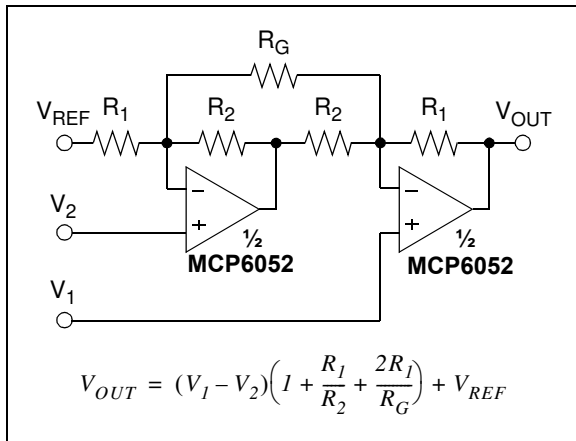 R_G
V_REF R_1 R_2 R_2 R_1 V_OUT
− −
V_2 + +
½ ½
MCP6052 MCP6052
V_1
V_OUT = (V_1 – V_2)(1 + R_1/R_2 + 2R_1/R_G) + V_REF